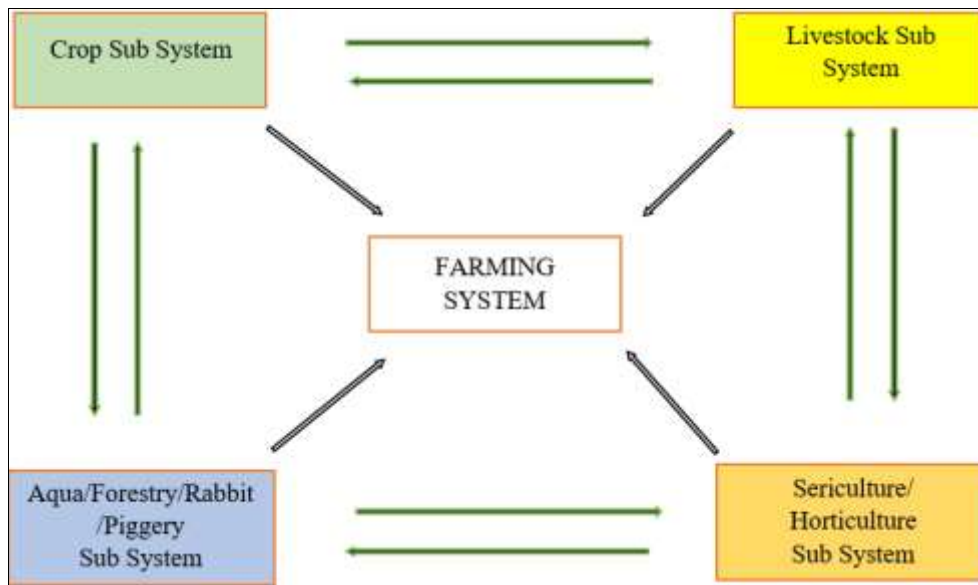 Crop Sub System
Livestock Sub
System
FARMING
SYSTEM
Aqua/Forestry/Rabbit
/Piggery
Sub System
Sericulture/
Horticulture
Sub System